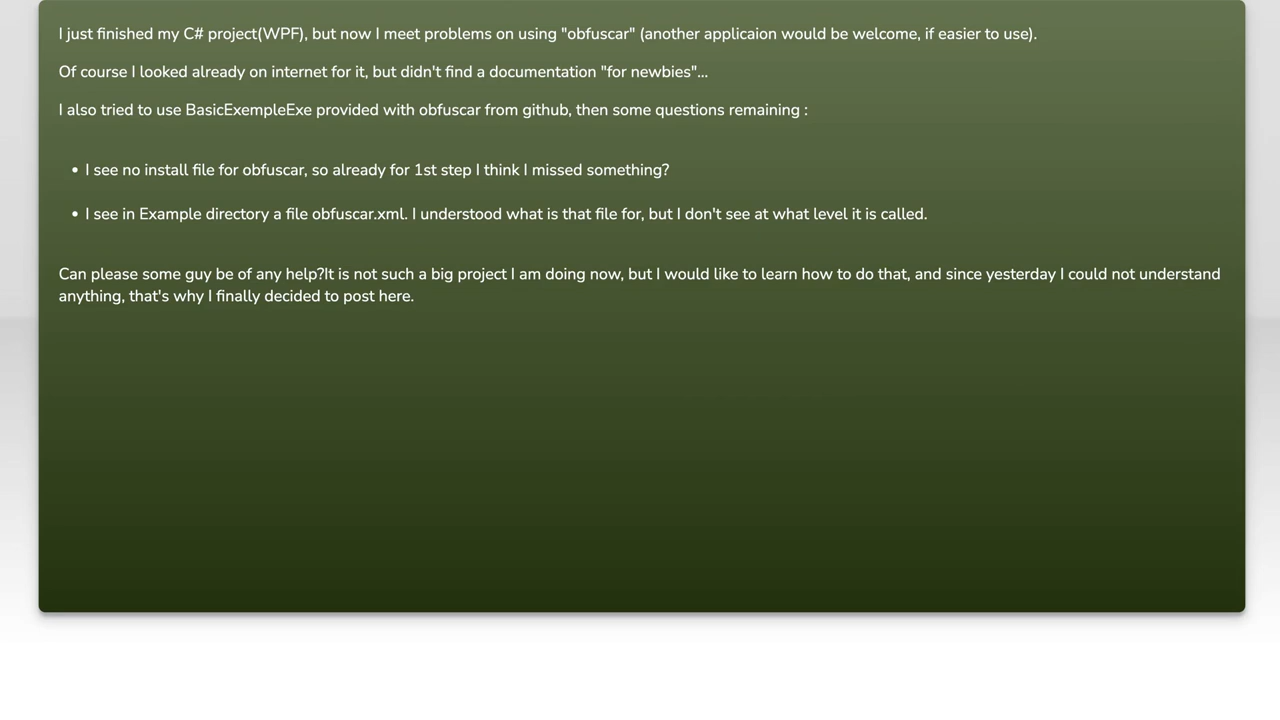 I just finished my C# project(WPF), but now I meet problems on using "obfuscar" (another applicaion would be welcome, if easier to use).
Of course I looked already on internet for it, but didn't find a documentation "for newbies"...
I also tried to use BasicExempleExe provided with obfuscar from github, then some questions remaining :
• I see no install file for obfuscar, so already for 1st step I think I missed something?
• I see in Example directory a file obfuscar.xml. I understood what is that file for, but I don't see at what level it is called.
Can please some guy be of any help?It is not such a big project I am doing now, but I would like to learn how to do that, and since yesterday I could not understand
anything, that's why I finally decided to post here.